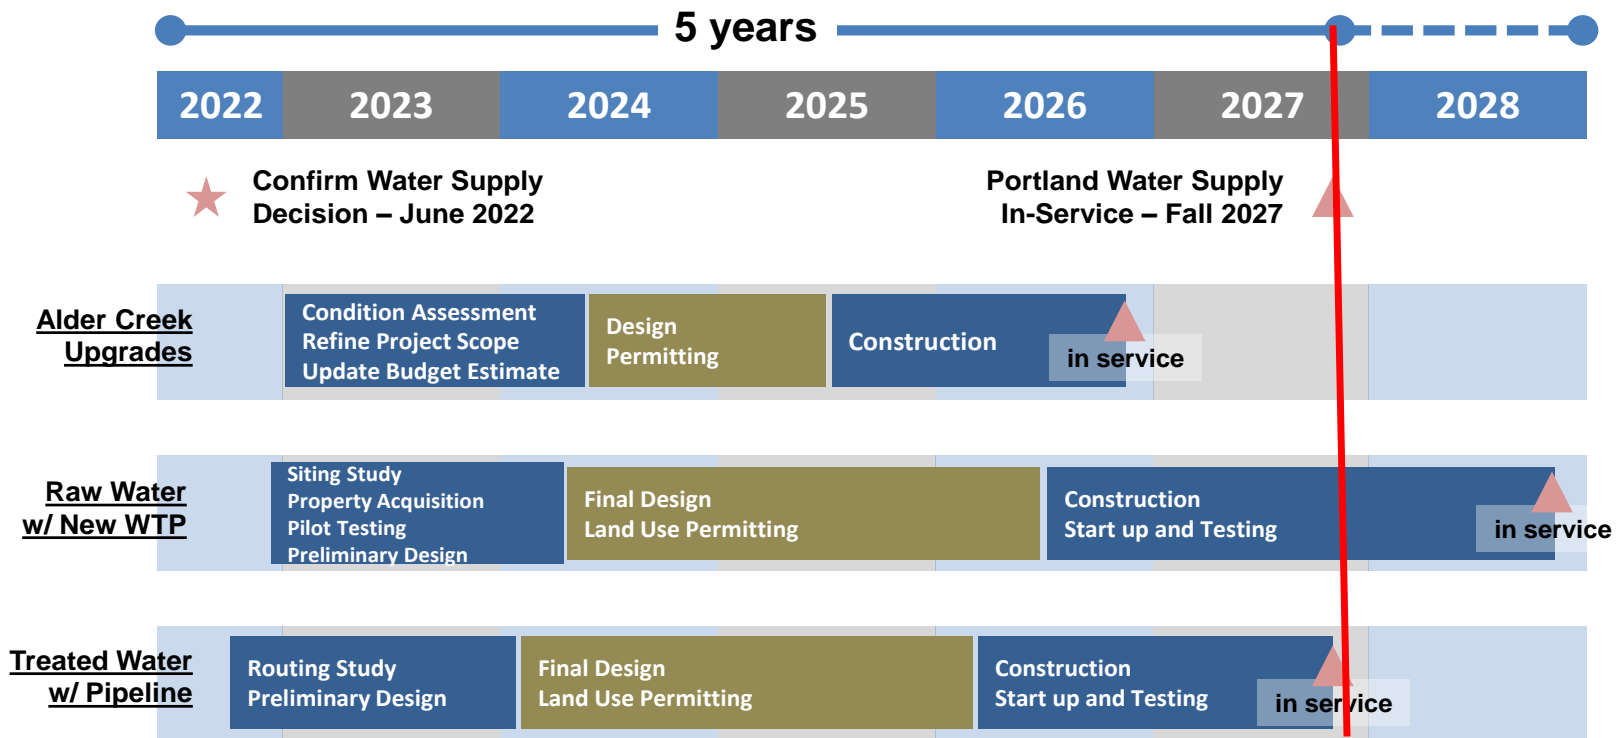 5 years
2022 2023 2024 2025 2026 2027 2028
Confirm Water Supply
Decision – June 2022
Portland Water Supply
In-Service – Fall 2027
Alder Creek
Upgrades
Condition Assessment
Refine Project Scope
Update Budget Estimate
Design
Permitting
Construction
in service
Raw Water
w/ New WTP
Siting Study
Property Acquisition
Pilot Testing
Preliminary Design
Final Design
Land Use Permitting
Construction
Start up and Testing
in service
Treated Water
w/ Pipeline
Routing Study
Preliminary Design
Final Design
Land Use Permitting
Construction
Start up and Testing
in service